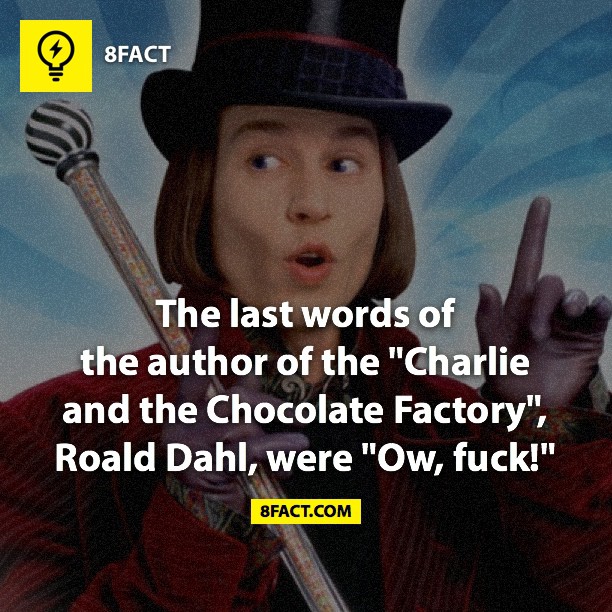 8FACT
The last words of
the author of the "Charlie
and the Chocolate Factory",
Roald Dahl, were "Ow, fuck!"
8FACT.COM